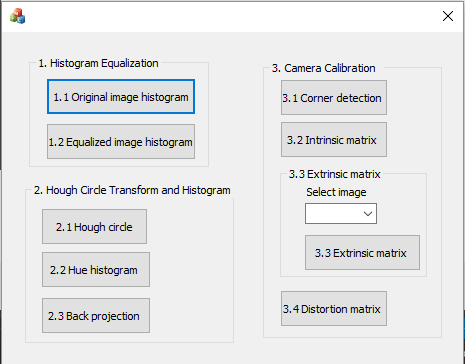 1. Histogram Equalization
1.1 Original image histogram
1.2 Equalized image histogram
2. Hough Circle Transform and Histogram
2.1 Hough circle
2.2 Hue histogram
2.3 Back projection
3. Camera Calibration
3.1 Corner detection
3.2 Intrinsic matrix
3.3 Extrinsic matrix
Select image
3.3 Extrinsic matrix
3.4 Distortion matrix